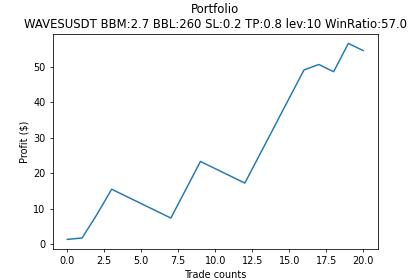 Portfolio
WAVESUSDT BBM:2.7 BBL:260 SL:0.2 TP:0.8 lev:10 WinRatio:57.0
Profit ($)
50
40
30
20
10
0
0.0 2.5 5.0 7.5 10.0 12.5 15.0 17.5 20.0
Trade counts